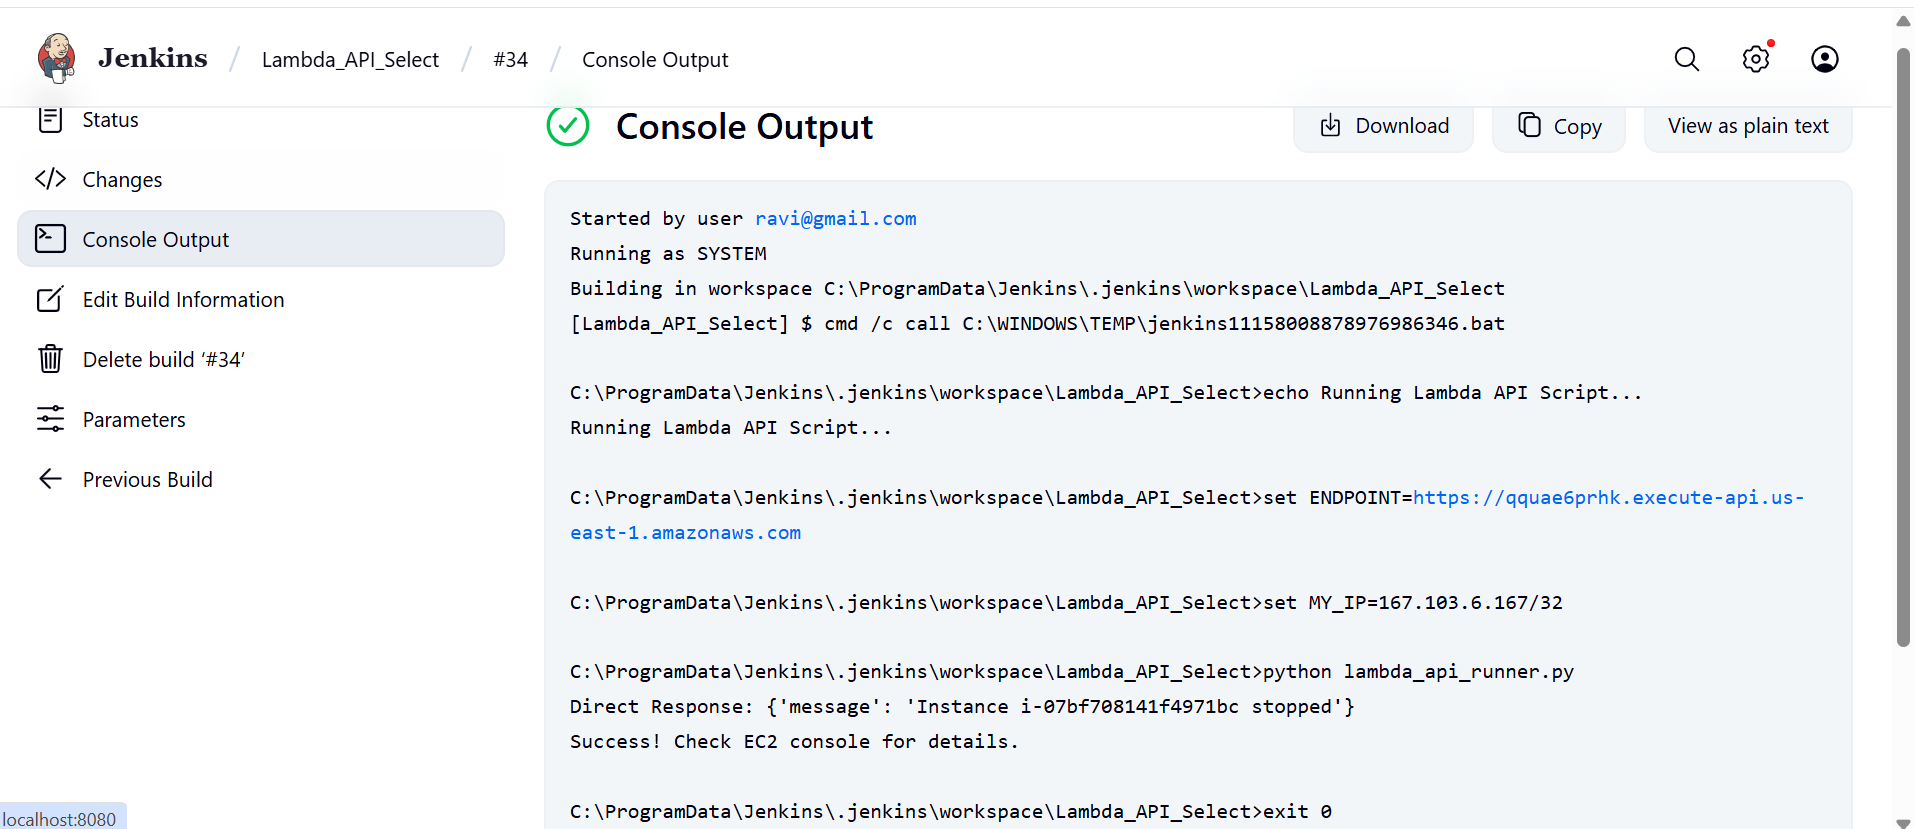 Jenkins / Lambda_API_Select / #34 / Console Output
Status
Changes
Console Output
Edit Build Information
Delete build ‘#34’
Parameters
Previous Build
Console Output
Download
Copy
View as plain text
Started by user ravi@gmail.com
Running as SYSTEM
Building in workspace C:\ProgramData\Jenkins\.jenkins\workspace\Lambda_API_Select
[Lambda_API_Select] $ cmd /c call C:\WINDOWS\TEMP\jenkins11158008878976986346.bat
C:\ProgramData\Jenkins\.jenkins\workspace\Lambda_API_Select>echo Running Lambda API Script...
Running Lambda API Script...
C:\ProgramData\Jenkins\.jenkins\workspace\Lambda_API_Select>set ENDPOINT=https://qquae6prhk.execute-api.us-
east-1.amazonaws.com
C:\ProgramData\Jenkins\.jenkins\workspace\Lambda_API_Select>set MY_IP=167.103.6.167/32
C:\ProgramData\Jenkins\.jenkins\workspace\Lambda_API_Select>python lambda_api_runner.py
Direct Response: {'message': 'Instance i-07bf708141f4971bc stopped'}
Success! Check EC2 console for details.
C:\ProgramData\Jenkins\.jenkins\workspace\Lambda_API_Select>exit 0
localhost:8080